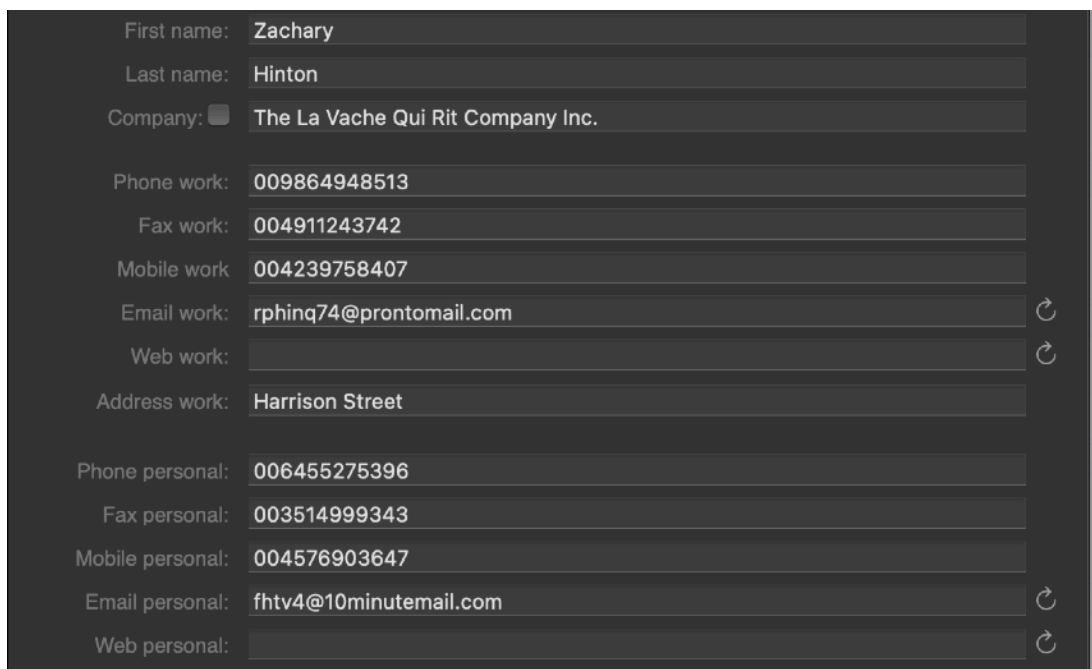 First name: Zachary
Last name: Hinton
Company: The La Vache Qui Rit Company Inc.
Phone work: 009864948513
Fax work: 004911243742
Mobile work 004239758407
Email work: rphinq74@prontomail.com
Web work:
Address work: Harrison Street
Phone personal: 006455275396
Fax personal: 003514999343
Mobile personal: 004576903647
Email personal: fhtv4@10minutemail.com
Web personal: